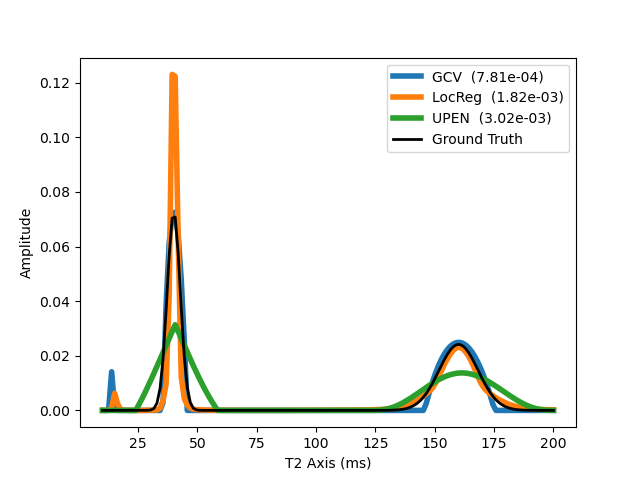 GCV (7.81e-04)
LocReg (1.82e-03)
UPEN (3.02e-03)
Ground Truth
Amplitude
0.12
0.10
0.08
0.06
0.04
0.02
0.00
25 50 75 100 125 150 175 200
T2 Axis (ms)